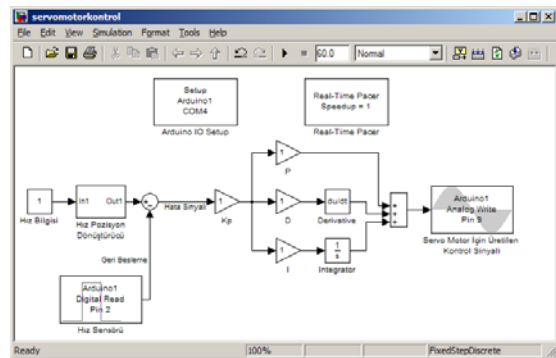 servomotorkontrol
File Edit View Simulation Format Tools Help
60.0 Normal
Setup
Arduino1
COM4
Arduino IO Setup
Real-Time Pacer
Speedup = 1
Real-Time Pacer
1
Hız Bilgisi
In1 Out1
Hız Pozisyon
Dönüştürücü
Hata Sinyali
Geri Besleme
1
Kp
1
P
1
D
du/dt
Derivative
1
I
1
s
Integrator
Arduino1
Analog Write
Pin 9
Servo Motor İçin Üretilen
Kontrol Sinyali
Arduino1
Digital Read
Pin 2
Hız Sensörü
Ready 100% FixedStepDiscrete